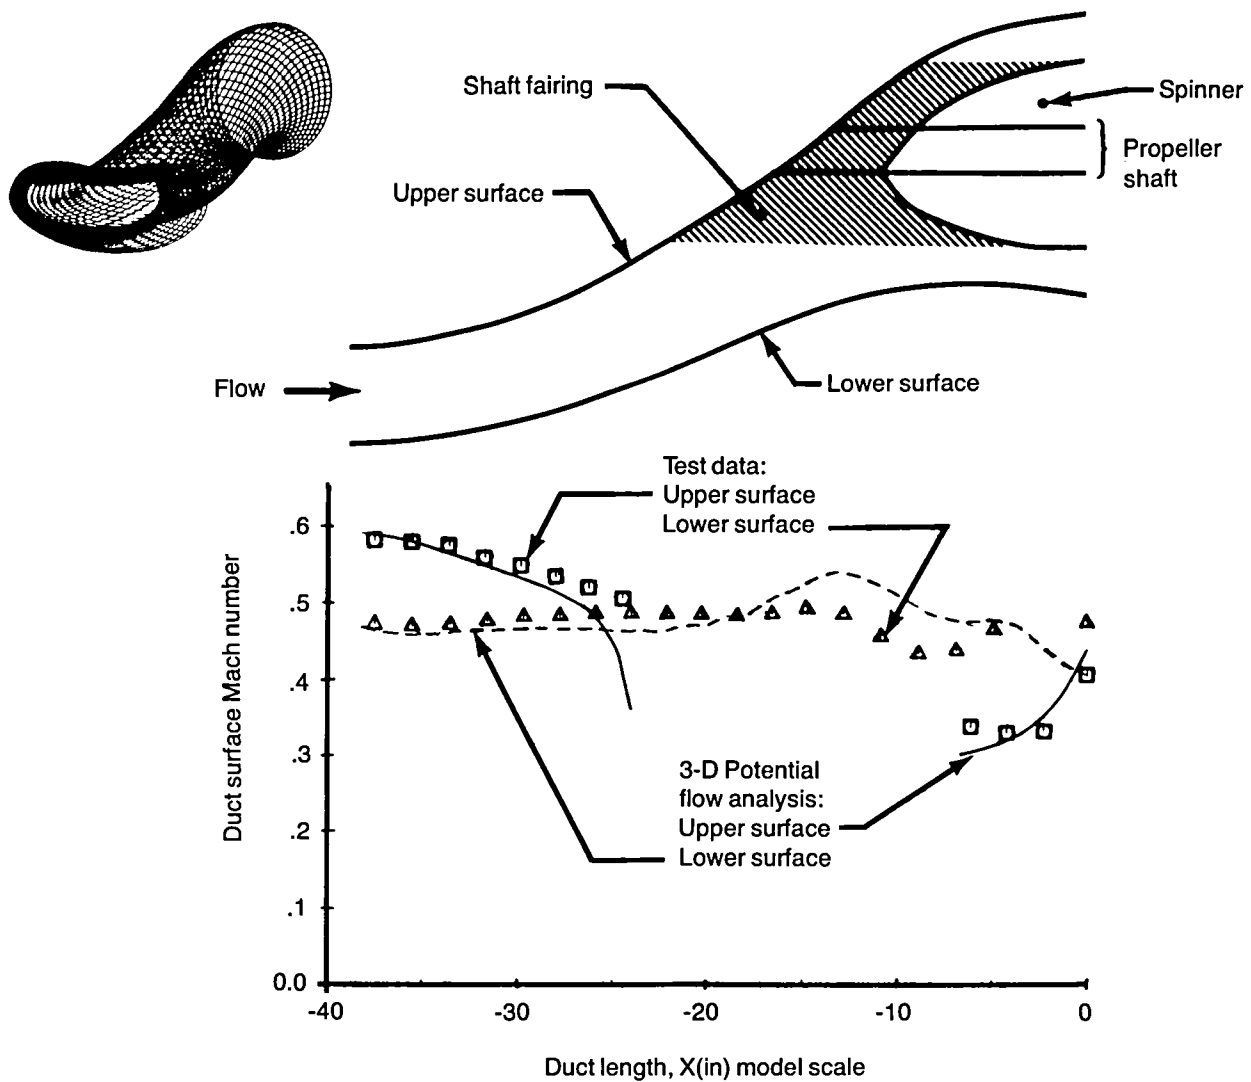 Shaft fairing
Spinner
Propeller
shaft
Upper surface
Flow
Lower surface
Test data:
Upper surface
Lower surface
Duct surface Mach number
.6
.5
.4
.3
.2
.1
0.0
3-D Potential
flow analysis:
Upper surface
Lower surface
-40
-30
-20
-10
0
Duct length, X(in) model scale